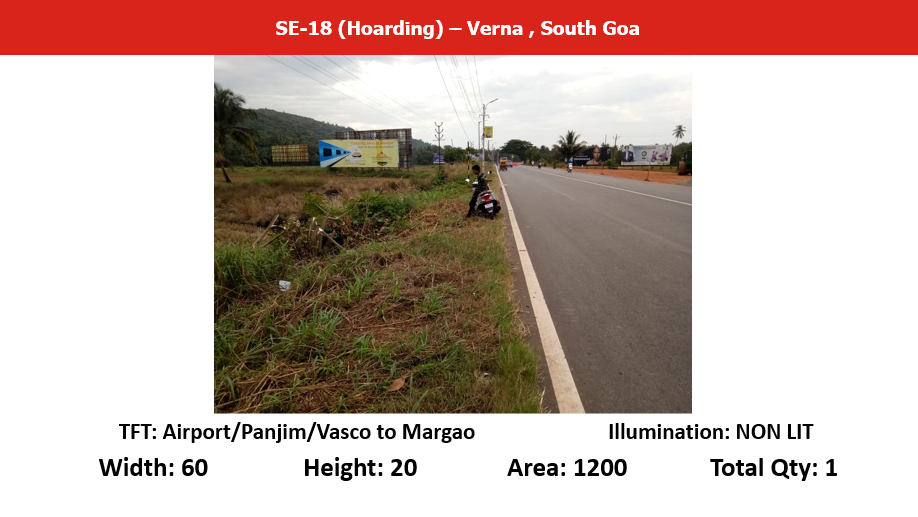 SE-18 (Hoarding) – Verna , South Goa
TFT: Airport/Panjim/Vasco to Margao
Illumination: NON LIT
Width: 60
Height: 20
Area: 1200
Total Qty: 1